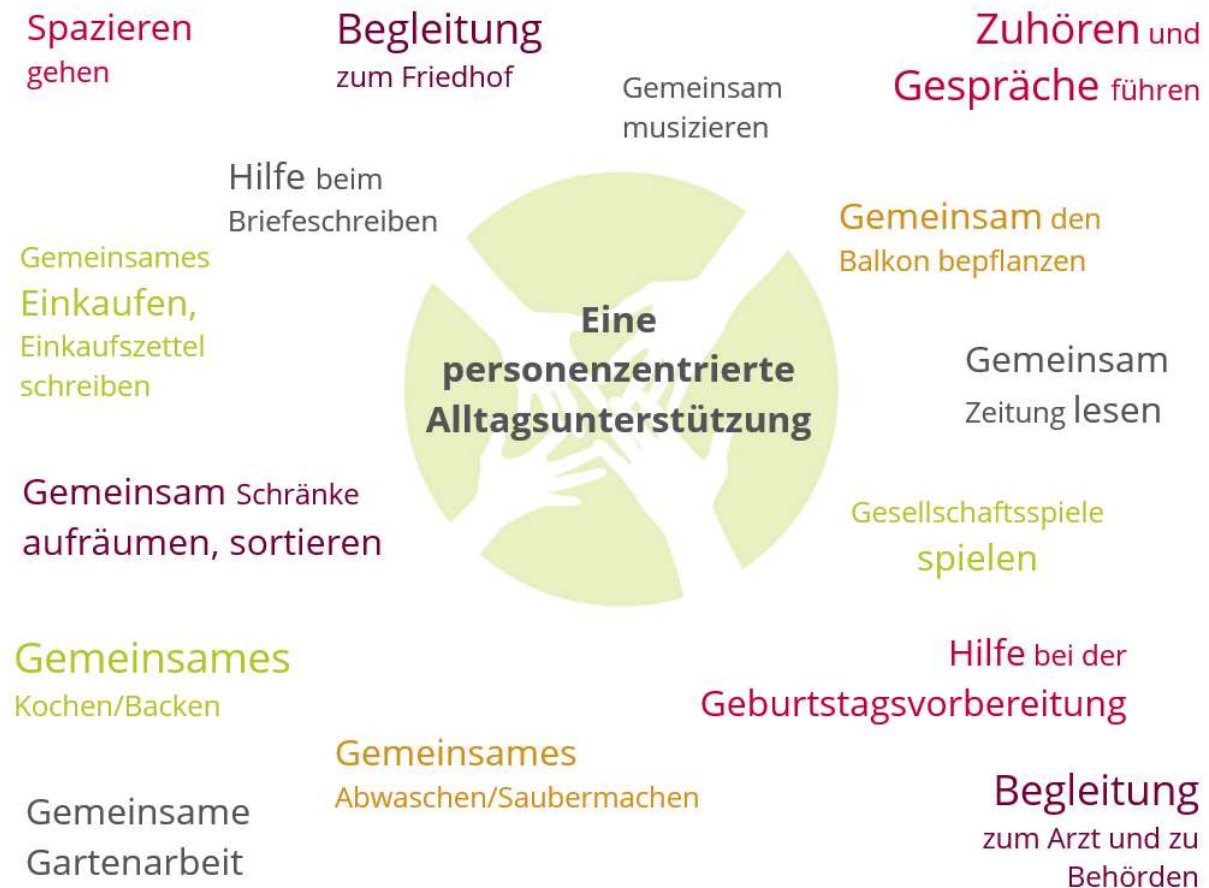 Spazieren
gehen
Begleitung
zum Friedhof
Gemeinsam
musizieren
Zuhören und
Gespräche führen
Hilfe beim
Briefeschreiben
Gemeinsam den
Balkon bepflanzen
Gemeinsames
Einkaufen,
Einkaufszettel
schreiben
Eine
personenzentrierte
Alltagsunterstützung
Gemeinsam
Zeitung lesen
Gemeinsam Schränke
aufräumen, sortieren
Gesellschaftsspiele
spielen
Gemeinsames
Kochen/Backen
Hilfe bei der
Geburtstagsvorbereitung
Gemeinsames
Abwaschen/Saubermachen
Gemeinsame
Gartenarbeit
Begleitung
zum Arzt und zu
Behörden